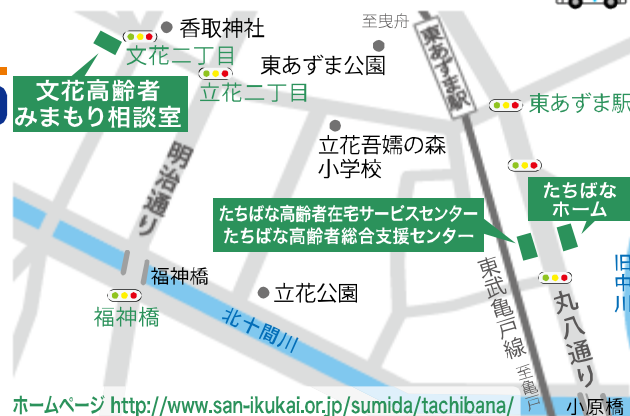 至曳舟
香取神社
文花二丁目
東あずま公園
東あずま駅
文花高齢者
みまもり相談室
立花二丁目
東あずま駅
立花吾嬬の森
小学校
明治通り
たちばな
ホーム
たちばな高齢者在宅サービスセンター
たちばな高齢者総合支援センター
福神橋
東武亀戸線
旧中川
立花公園
福神橋
北十間川
丸八通り
至亀戸
小原橋
ホームページ http://www.san-ikukai.or.jp/sumida/tachibana/